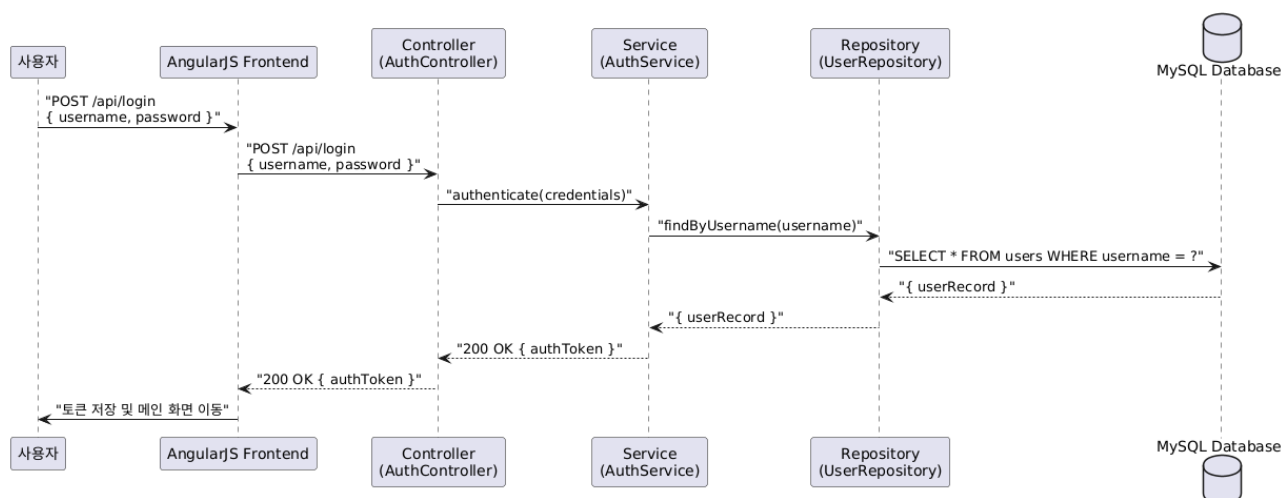 사용자
AngularJS Frontend
Controller
(AuthController)
Service
(AuthService)
Repository
(UserRepository)
MySQL Database
"POST /api/login
{ username, password }"
"POST /api/login
{ username, password }"
"authenticate(credentials)"
"findByUsername(username)"
"SELECT * FROM users WHERE username = ?"
"{ userRecord }"
"{ userRecord }"
"200 OK { authToken }"
"200 OK { authToken }"
"토큰 저장 및 메인 화면 이동"
사용자
AngularJS Frontend
Controller
(AuthController)
Service
(AuthService)
Repository
(UserRepository)
MySQL Database